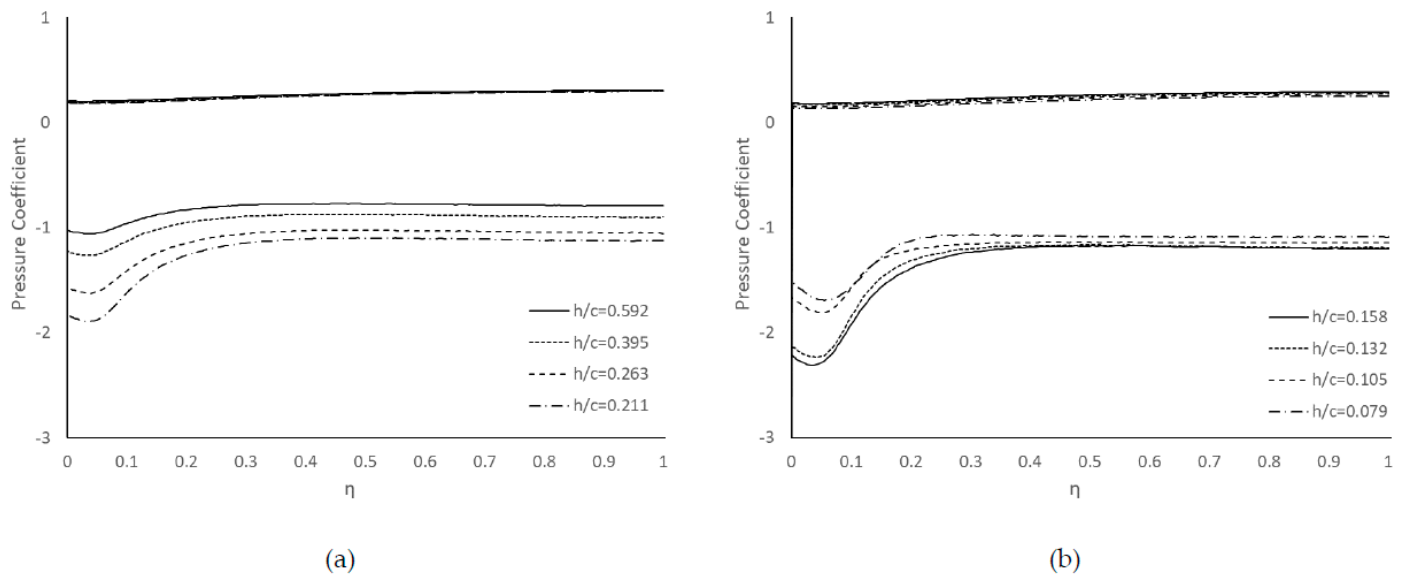 1
0
-1
-2
-3
Pressure Coefficient
0 0.1 0.2 0.3 0.4 0.5 0.6 0.7 0.8 0.9 1
η
h/c=0.592
h/c=0.395
h/c=0.263
h/c=0.211
(a)
1
0
-1
-2
-3
Pressure Coefficient
0 0.1 0.2 0.3 0.4 0.5 0.6 0.7 0.8 0.9 1
η
h/c=0.158
h/c=0.132
h/c=0.105
h/c=0.079
(b)